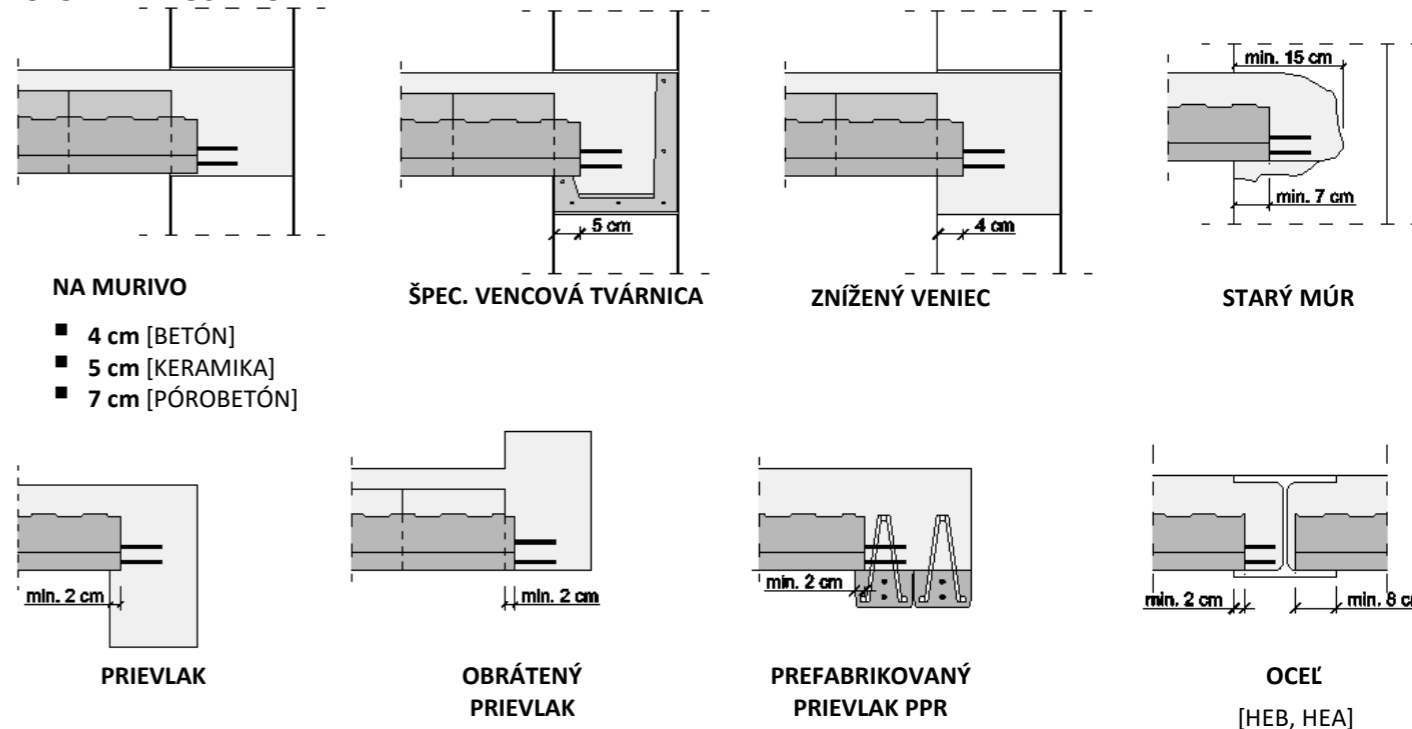 min. 15 cm
5 cm
4 cm
min. 7 cm
NA MURIVO
ŠPEC. VENCOVÁ TVÁRNICA
ZNÍŽENÝ VENIEC
STARÝ MÚR
▪ 4 cm [BETÓN]
▪ 5 cm [KERAMIKA]
▪ 7 cm [PÓROBETÓN]
min. 2 cm
min. 2 cm
min. 2 cm
min. 2 cm
min. 8 c
PRIEVLAK
OBRÁTENÝ
PRIEVLAK
PREFABRIKOVANÝ
PRIEVLAK PPR
OCEĽ
[HEB, HEA]